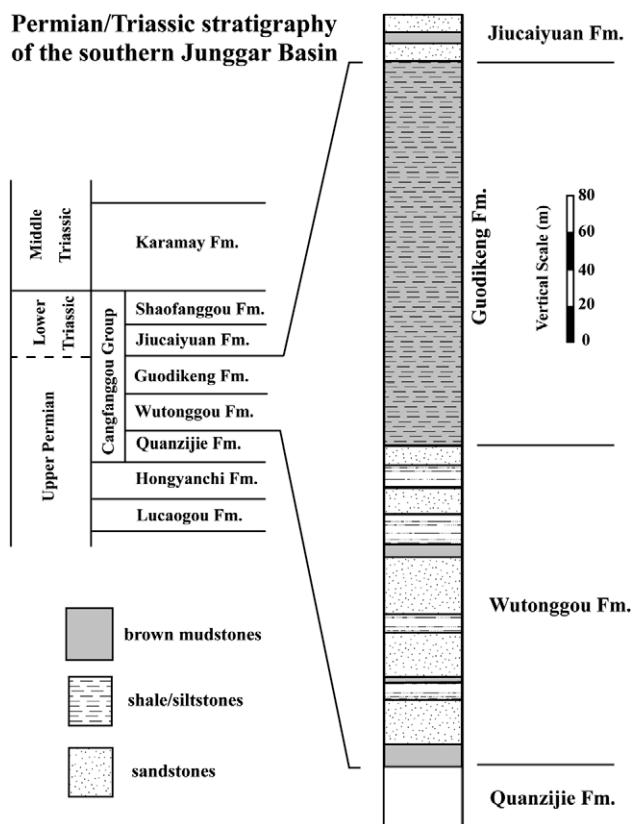 Permian/Triassic stratigraphy
of the southern Junggar Basin
Middle
Triassic
Lower
Triassic
Upper Permian
Cangfanggou Group
Karamay Fm.
Shaofanggou Fm.
Jiucaiyuan Fm.
Guodikeng Fm.
Wutonggou Fm.
Quanzijie Fm.
Hongyanchi Fm.
Lucaogou Fm.
brown mudstones
shale/siltstones
sandstones
Jiucaiyuan Fm.
Guodikeng Fm.
Vertical Scale (m)
80
60
40
20
0
Wutonggou Fm.
Quanzijie Fm.